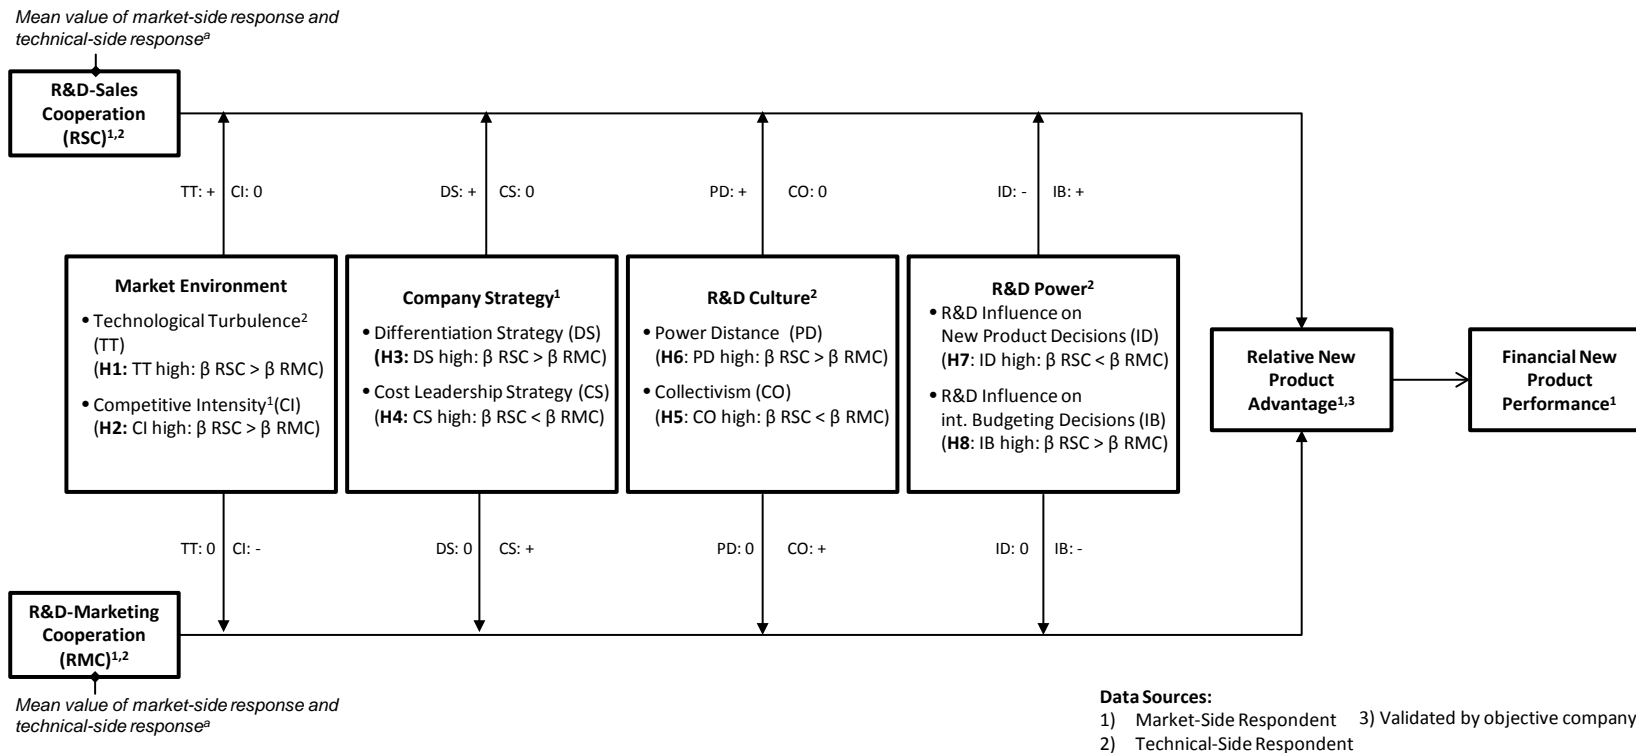 Mean value of market-side response and
technical-side responseᵃ
R&D-Sales
Cooperation
(RSC)¹,²
TT: + CI: 0
DS: + CS: 0
PD: + CO: 0
ID: - IB: +
Market Environment
• Technological Turbulence²
(TT)
(H1: TT high: β RSC > β RMC)
• Competitive Intensity¹(CI)
(H2: CI high: β RSC > β RMC)
Company Strategy¹
• Differentiation Strategy (DS)
(H3: DS high: β RSC > β RMC)
• Cost Leadership Strategy (CS)
(H4: CS high: β RSC < β RMC)
R&D Culture²
• Power Distance (PD)
(H6: PD high: β RSC > β RMC)
• Collectivism (CO)
(H5: CO high: β RSC < β RMC)
R&D Power²
• R&D Influence on
New Product Decisions (ID)
(H7: ID high: β RSC < β RMC)
• R&D Influence on
int. Budgeting Decisions (IB)
(H8: IB high: β RSC > β RMC)
Relative New
Product
Advantage¹,³
Financial New
Product
Performance¹
TT: 0 CI: -
DS: 0 CS: +
PD: 0 CO: +
ID: 0 IB: -
R&D-Marketing
Cooperation
(RMC)¹,²
Mean value of market-side response and
technical-side responseᵃ
Data Sources:
1) Market-Side Respondent 3) Validated by objective company
2) Technical-Side Respondent